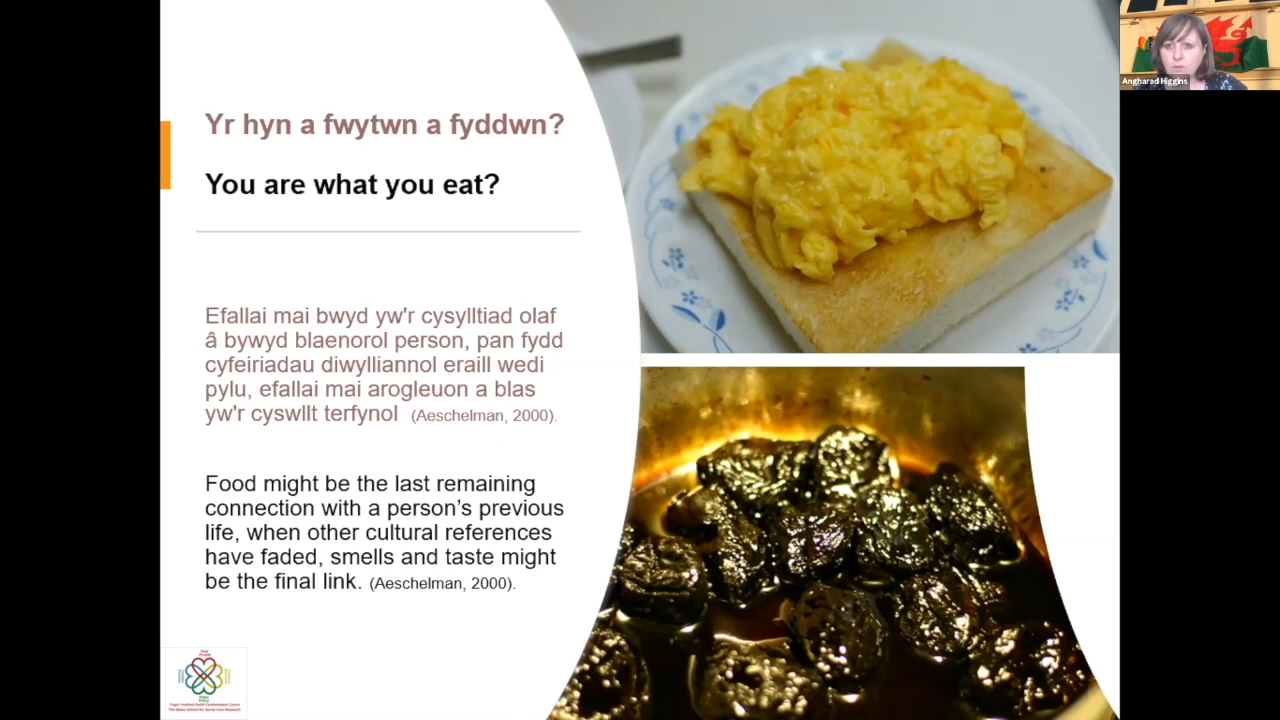 Yr hyn a fwytwn a fyddwn?
You are what you eat?
Efallai mai bwyd yw'r cysylltiad olaf
â bywyd blaenorol person, pan fydd
cyfeiriadau diwylliannol eraill wedi
pylu, efallai mai arogleuon a blas
yw'r cyswllt terfynol (Aeschelman, 2000).
Food might be the last remaining
connection with a person’s previous
life, when other cultural references
have faded, smells and taste might
be the final link. (Aeschelman, 2000).
Angharad Higgins